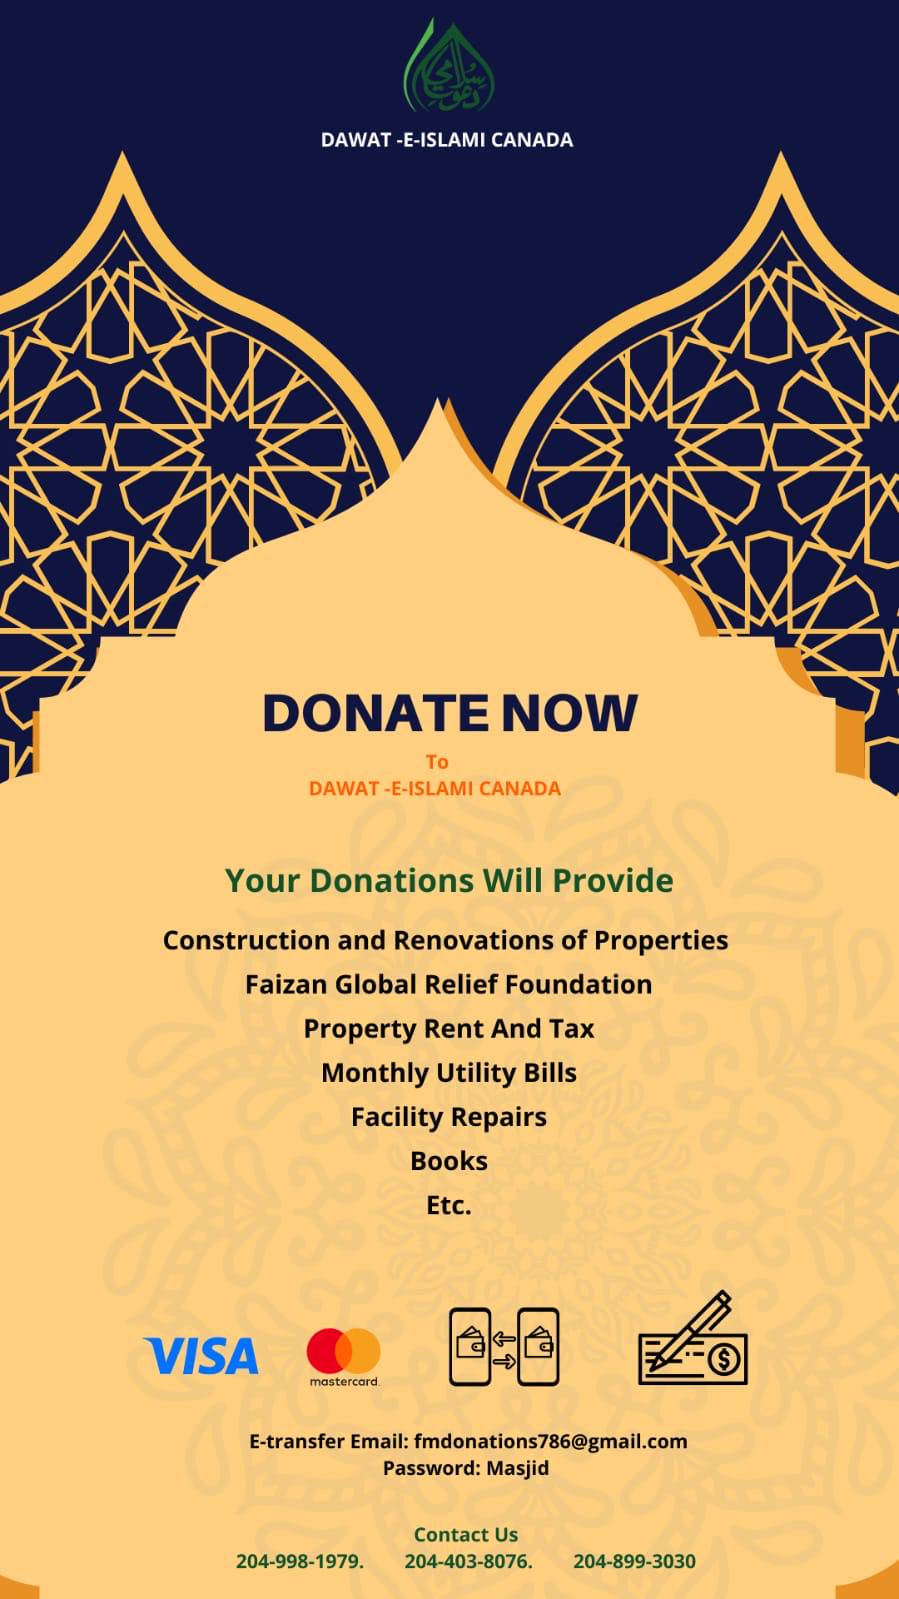 دعوت اسلامی
DAWAT -E-ISLAMI CANADA
DONATE NOW
To
DAWAT -E-ISLAMI CANADA
Your Donations Will Provide
Construction and Renovations of Properties
Faizan Global Relief Foundation
Property Rent And Tax
Monthly Utility Bills
Facility Repairs
Books
Etc.
VISA
mastercard.
E-transfer Email: fmdonations786@gmail.com
Password: Masjid
Contact Us
204-998-1979. 204-403-8076. 204-899-3030